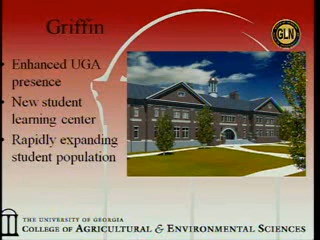 Griffin
GLN
• Enhanced UGA
presence
• New student
learning center
• Rapidly expanding
student population
THE UNIVERSITY OF GEORGIA
COLLEGE OF AGRICULTURAL & ENVIRONMENTAL SCIENCES